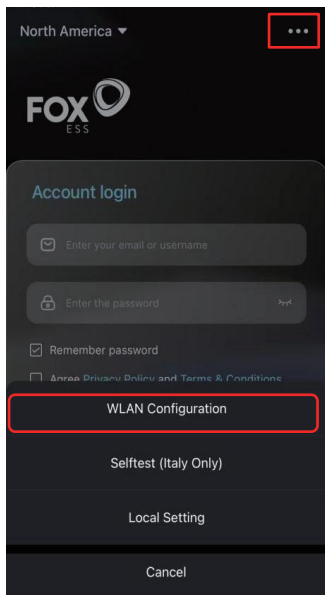 North America
FOX
ESS
Account login
Enter your email or username
Enter the password
Remember password
Agree Privacy Policy and Terms & Conditions
WLAN Configuration
Selftest (Italy Only)
Local Setting
Cancel